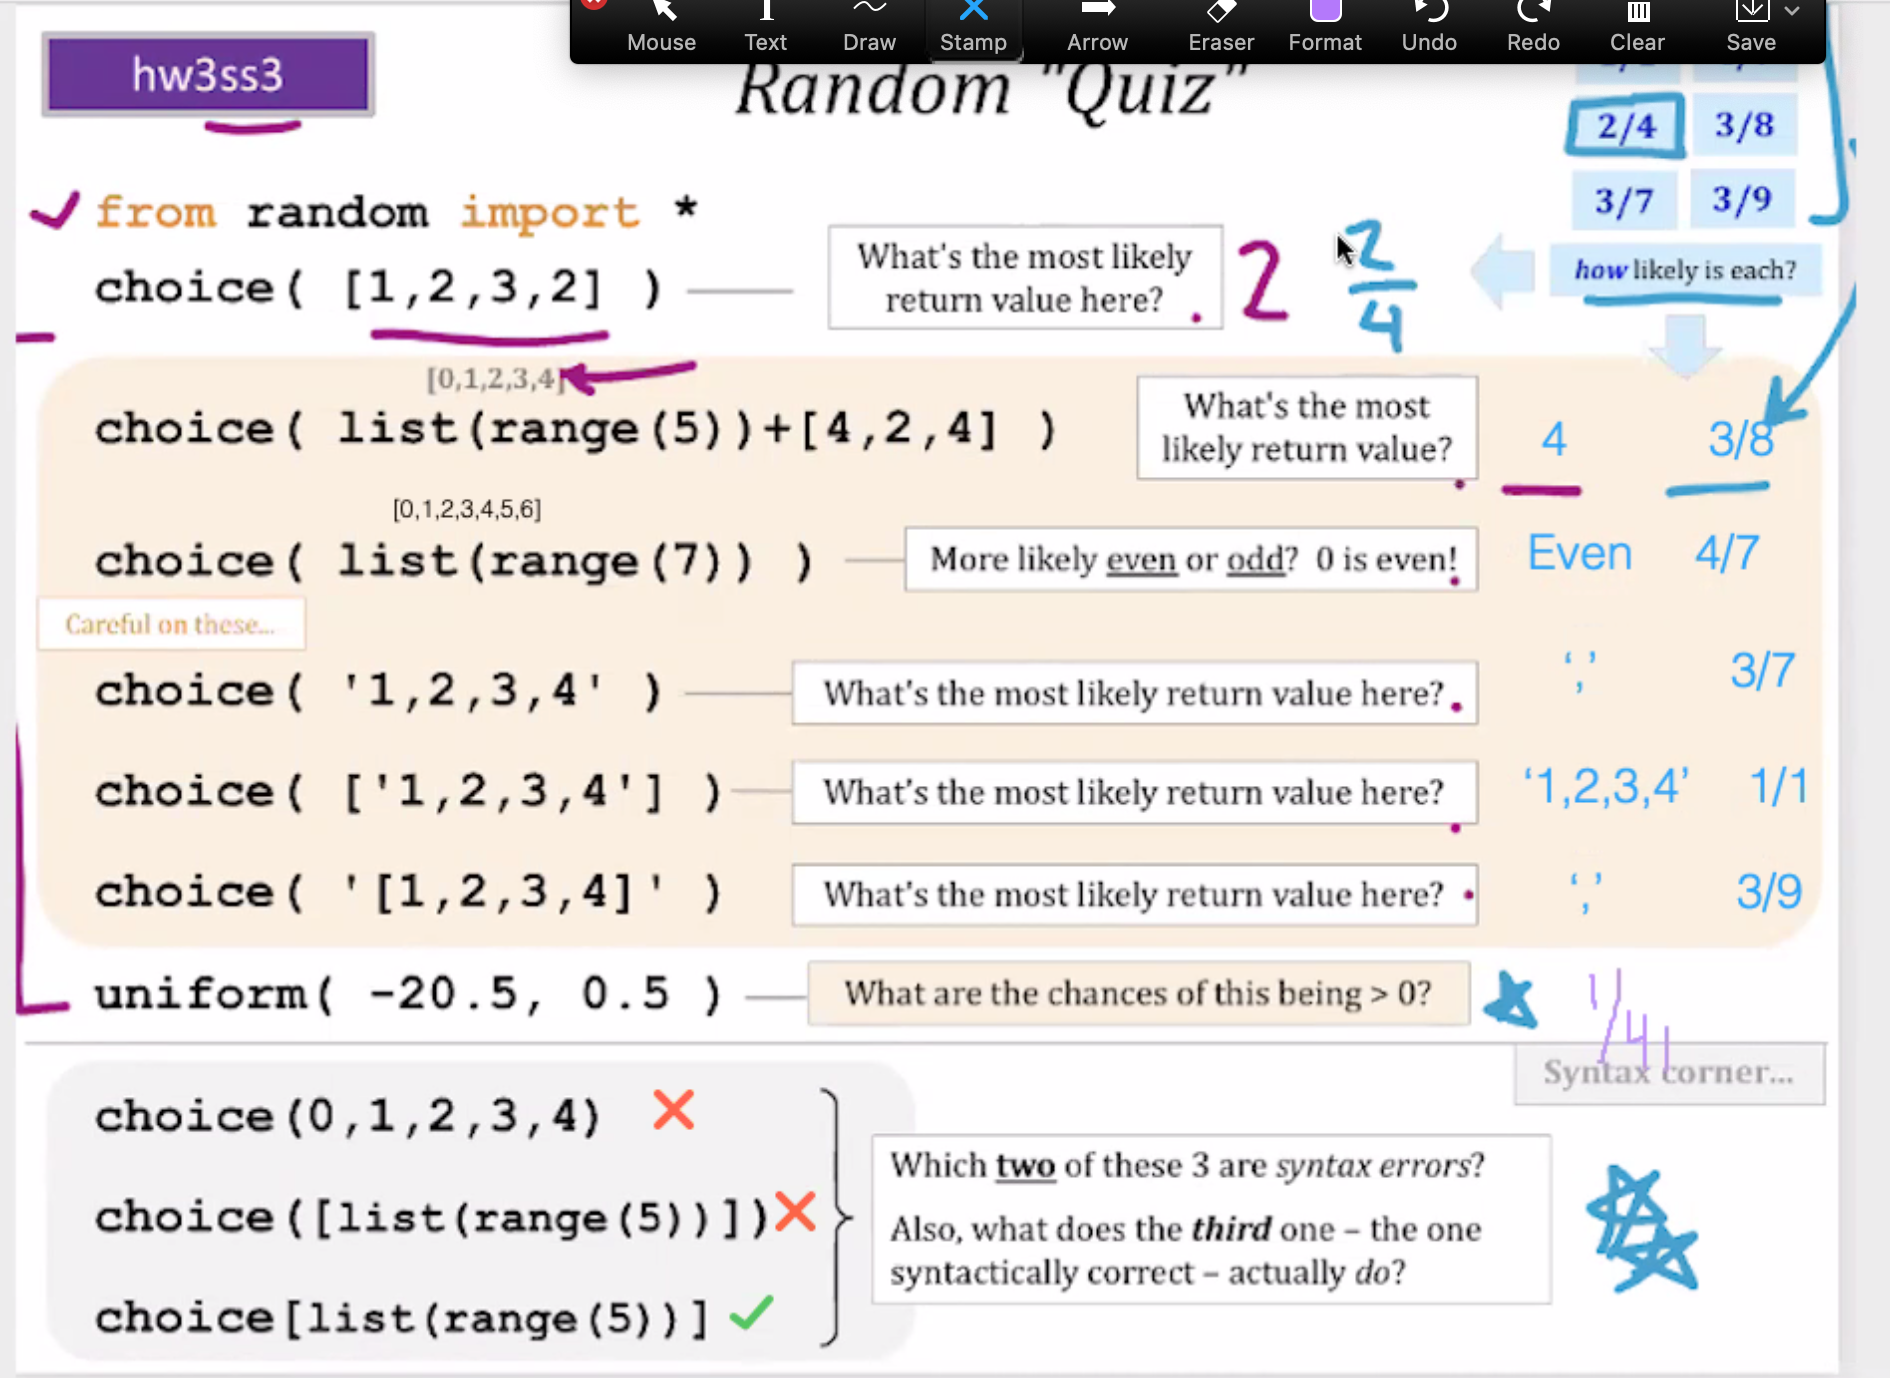 Mouse Text Draw Stamp Arrow Eraser Format Undo Redo Clear Save
hw3ss3
Random "Quiz"
2/4 3/8
3/7 3/9
how likely is each?
from random import *
choice( [1,2,3,2] )
What's the most likely
return value here?
2
2
4
[0,1,2,3,4]
choice( list(range(5))+[4,2,4] )
What's the most
likely return value?
4 3/8
[0,1,2,3,4,5,6]
choice( list(range(7)) )
More likely even or odd? 0 is even!
Even 4/7
Careful on these...
choice( '1,2,3,4' )
What's the most likely return value here?
‘,’ 3/7
choice( ['1,2,3,4'] )
What's the most likely return value here?
‘1,2,3,4’ 1/1
choice( '[1,2,3,4]' )
What's the most likely return value here?
‘,’ 3/9
uniform( -20.5, 0.5 )
What are the chances of this being > 0?
1/41
Syntax corner...
choice(0,1,2,3,4)
choice([list(range(5))])
choice[list(range(5))]
Which two of these 3 are syntax errors?
Also, what does the third one – the one
syntactically correct – actually do?